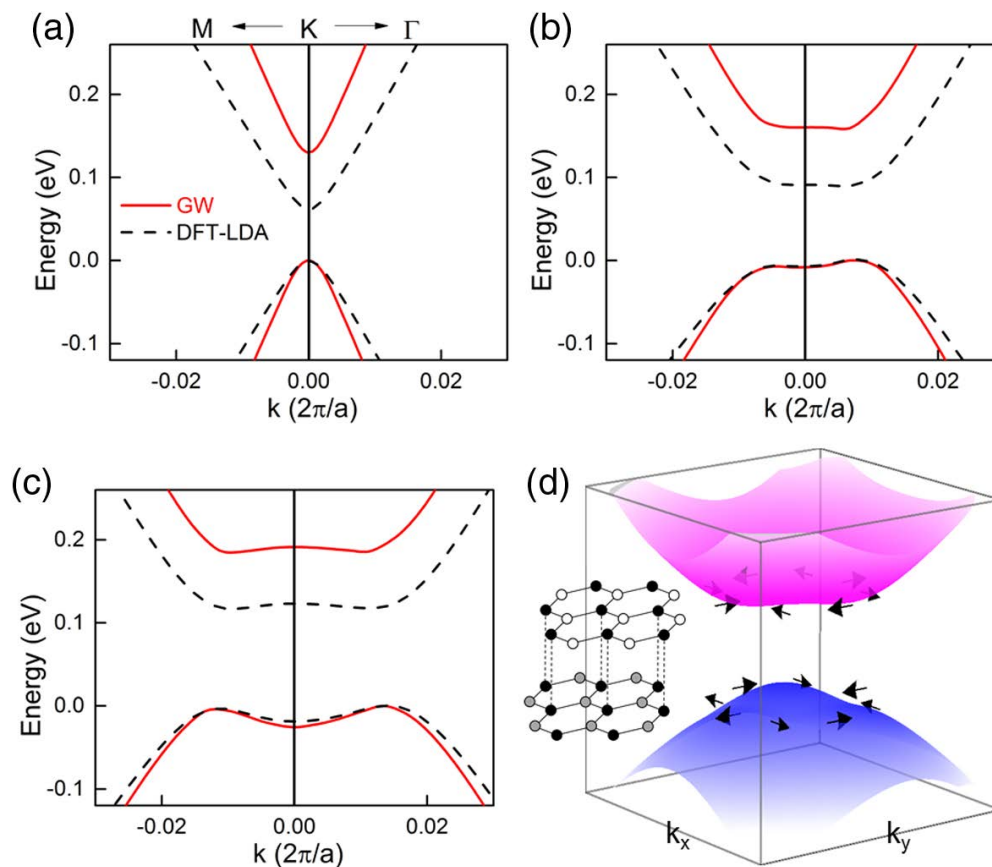 (a)
M ← K → Γ
0.2
0.1
0.0
-0.1
Energy (eV)
GW
DFT-LDA
-0.02 0.00 0.02
k (2π/a)
(b)
0.2
0.1
0.0
-0.1
Energy (eV)
-0.02 0.00 0.02
k (2π/a)
(c)
0.2
0.1
0.0
-0.1
Energy (eV)
-0.02 0.00 0.02
k (2π/a)
(d)
kx ky